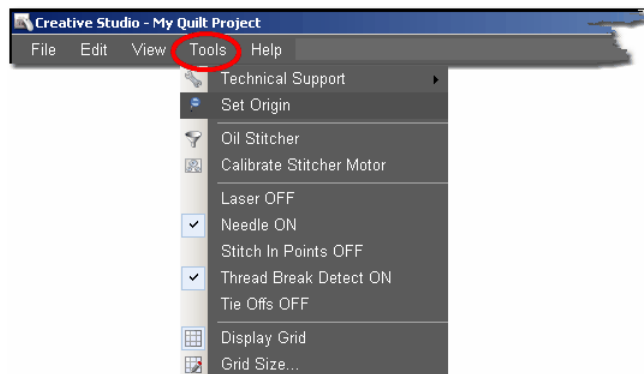 Creative Studio - My Quilt Project
File Edit View Tools Help
Technical Support
Set Origin
Oil Stitcher
Calibrate Stitcher Motor
Laser OFF
Needle ON
Stitch In Points OFF
Thread Break Detect ON
Tie Offs OFF
Display Grid
Grid Size...